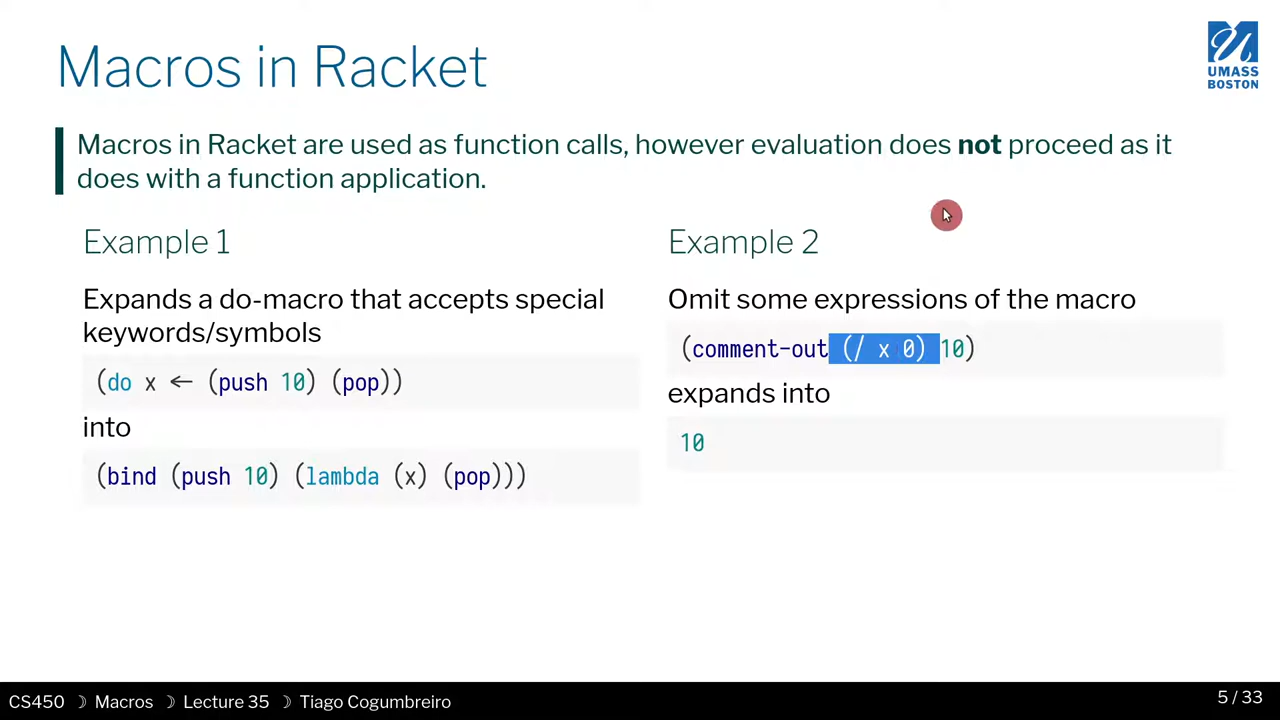 Macros in Racket
UMASS
BOSTON
Macros in Racket are used as function calls, however evaluation does not proceed as it
does with a function application.
Example 1
Expands a do-macro that accepts special
keywords/symbols
(do x ← (push 10) (pop))
into
(bind (push 10) (lambda (x) (pop)))
Example 2
Omit some expressions of the macro
(comment-out (/ x 0) 10)
expands into
10
CS450 ☽ Macros ☽ Lecture 35 ☽ Tiago Cogumbreiro
5 / 33